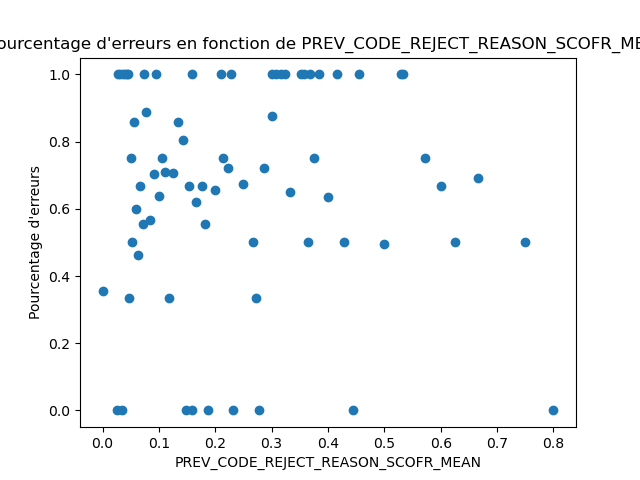 ourcentage d'erreurs en fonction de PREV_CODE_REJECT_REASON_SCOFR_ME
1.0
0.8
0.6
0.4
0.2
0.0
Pourcentage d'erreurs
0.0 0.1 0.2 0.3 0.4 0.5 0.6 0.7 0.8
PREV_CODE_REJECT_REASON_SCOFR_MEAN